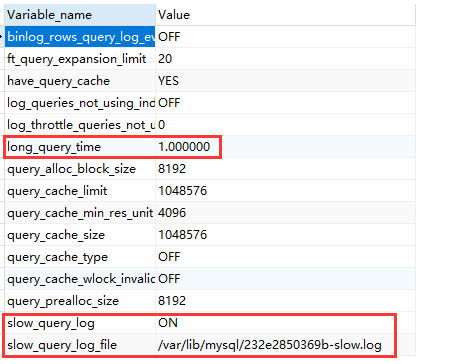 Variable_name Value
binlog_rows_query_log_ev OFF
ft_query_expansion_limit 20
have_query_cache YES
log_queries_not_using_ind OFF
log_throttle_queries_not_u 0
long_query_time 1.000000
query_alloc_block_size 8192
query_cache_limit 1048576
query_cache_min_res_unit 4096
query_cache_size 1048576
query_cache_type OFF
query_cache_wlock_invalic OFF
query_prealloc_size 8192
slow_query_log ON
slow_query_log_file /var/lib/mysql/232e2850369b-slow.log